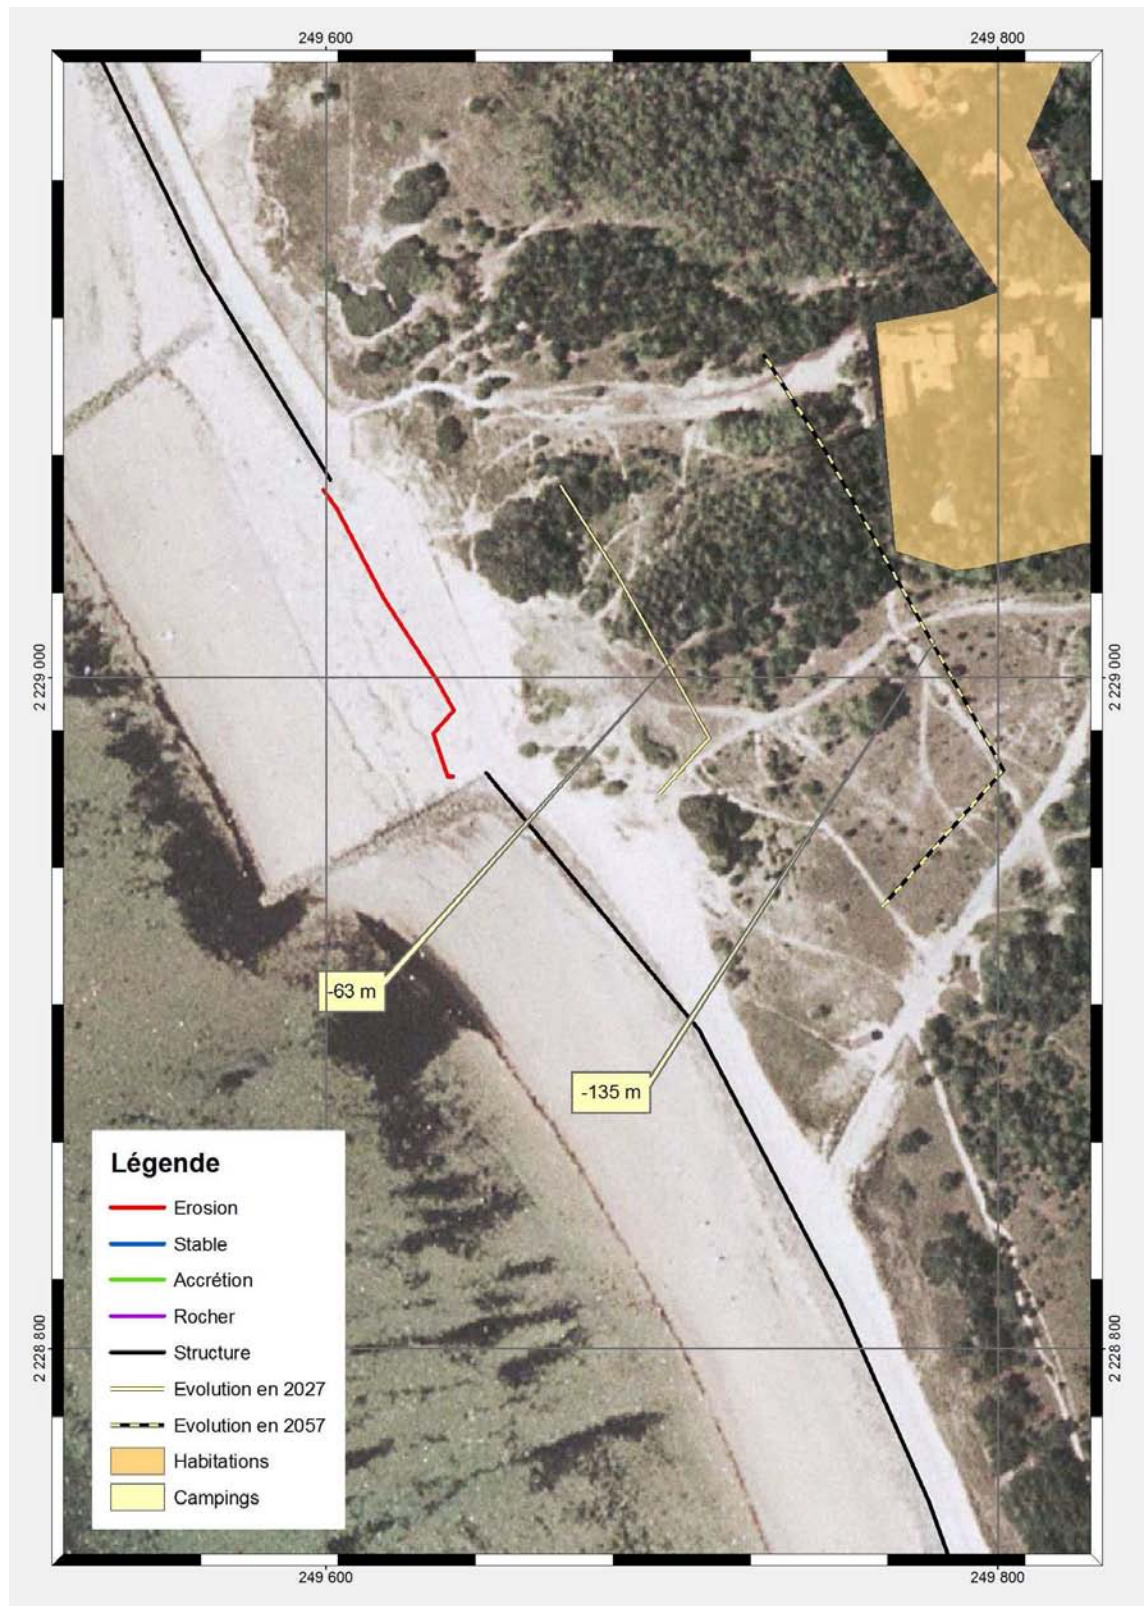 249 600
249 800
2 229 000
2 229 000
-63 m
-135 m
Légende
Erosion
Stable
Accrétion
Rocher
Structure
Evolution en 2027
Evolution en 2057
Habitations
Campings
2 228 800
2 228 800
249 600
249 800